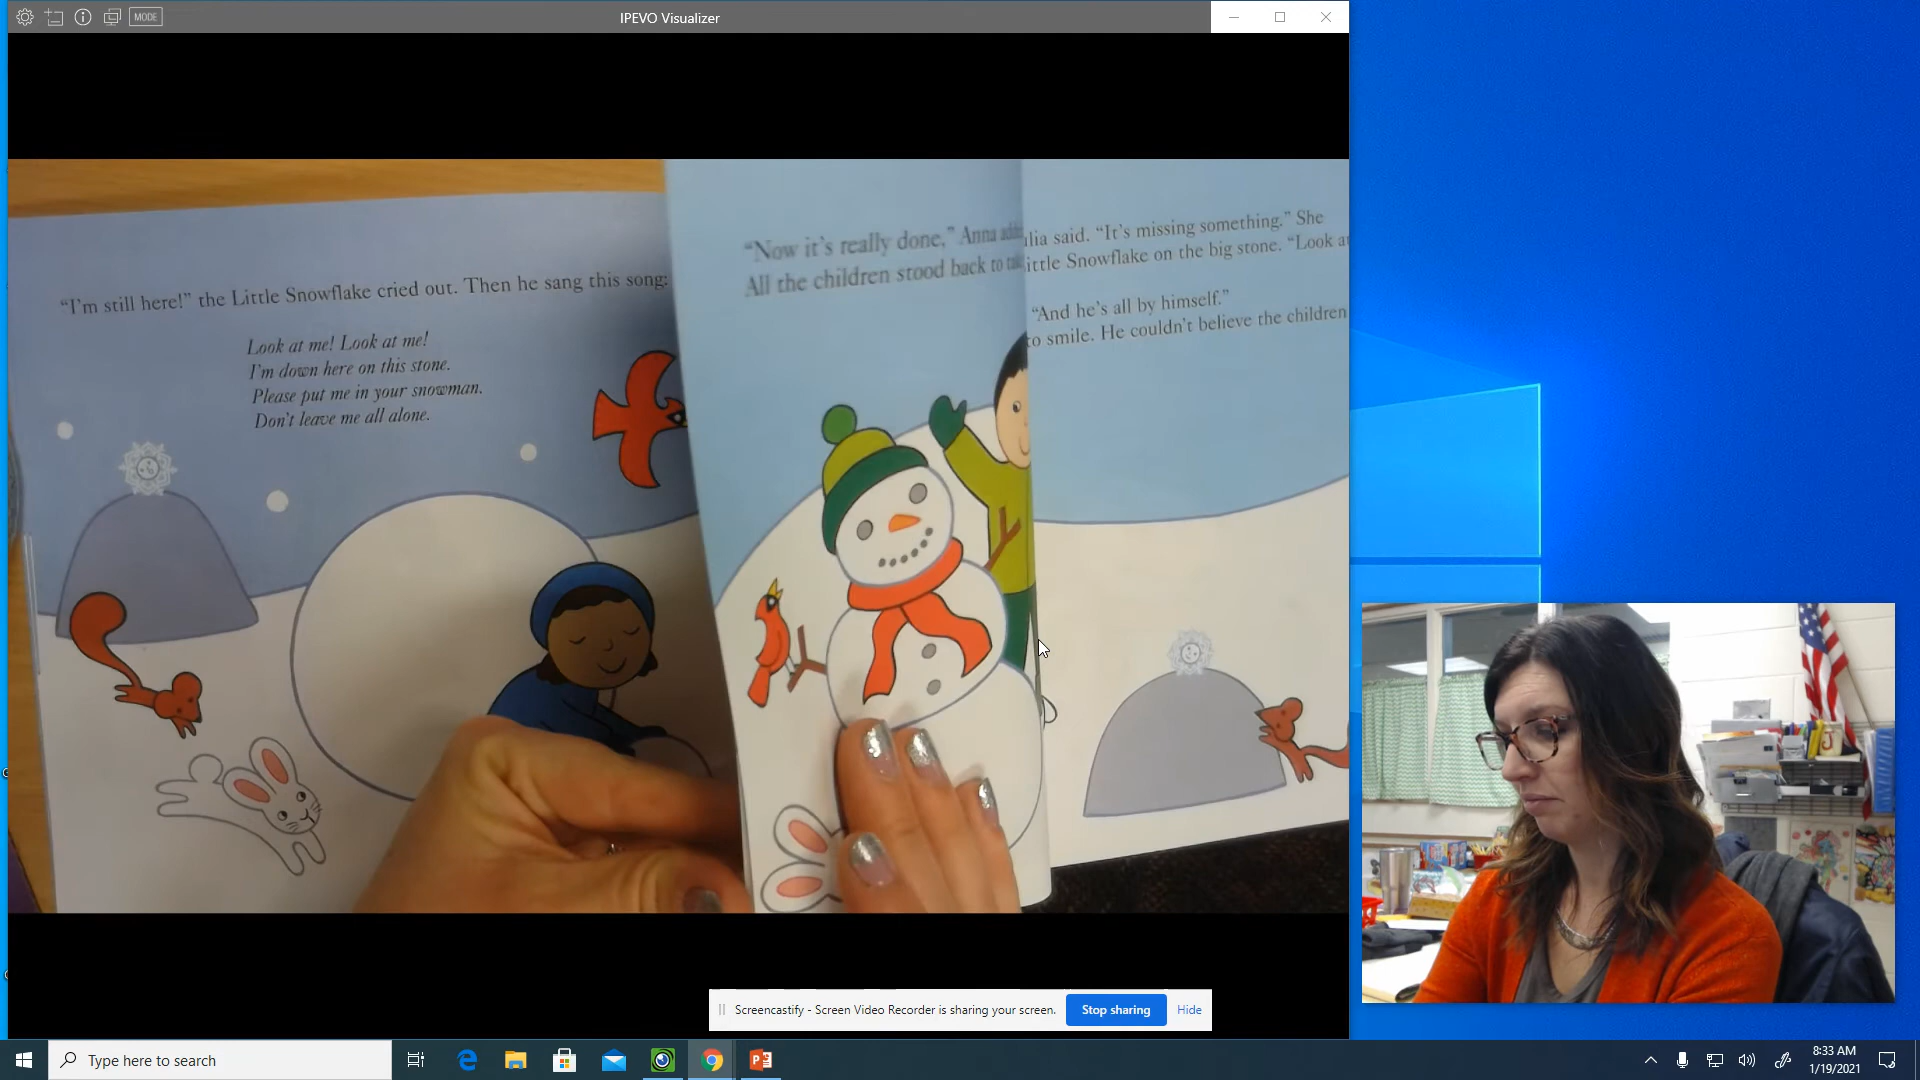 MODE
IPEVO Visualizer
"I'm still here!" the Little Snowflake cried out. Then he sang this song:
Look at me! Look at me!
I'm down here on this stone.
Please put me in your snowman.
Don't leave me all alone.
"Now it's really done," Anna
All the children stood back to
said. "It's missing something." She
Snowflake on the big stone. "Look
"And he's all by himself."
smile. He couldn't believe the children
Screencastify - Screen Video Recorder is sharing your screen.
Stop sharing
Hide
Type here to search
8:33 AM
1/19/2021